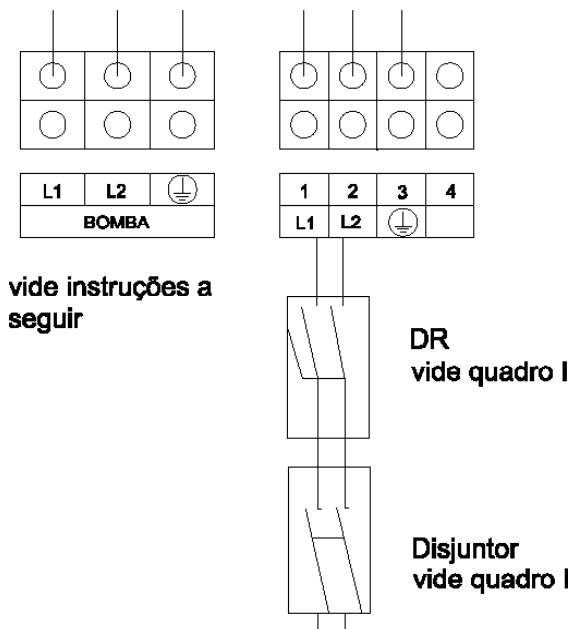 L1 L2
BOMBA
1 2 3 4
L1 L2
vide instruções a
seguir
DR
vide quadro I
Disjuntor
vide quadro I